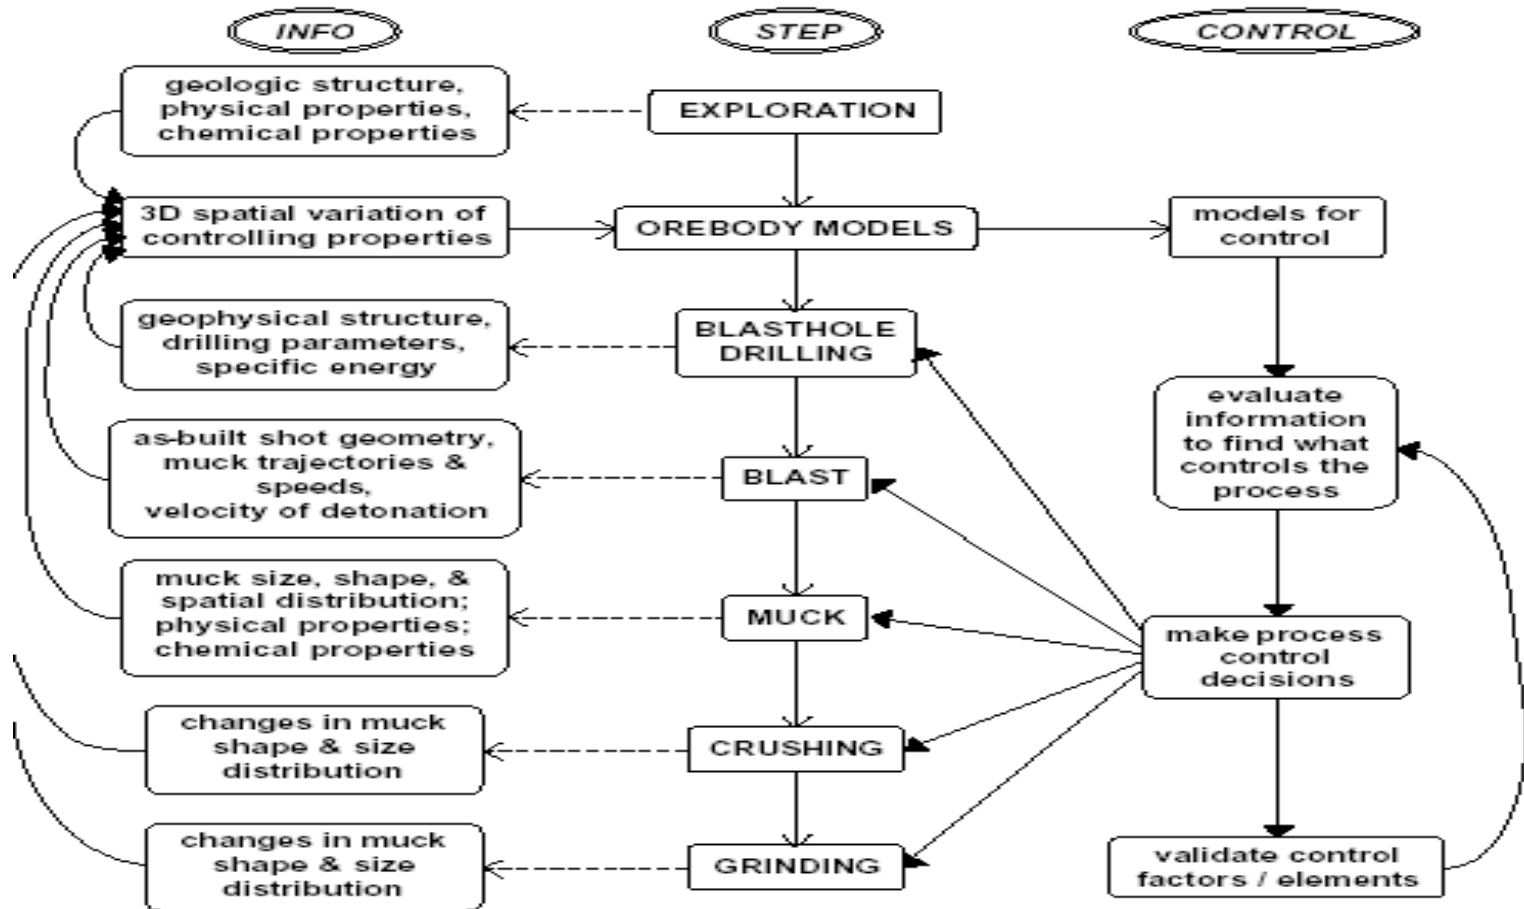 INFO
STEP
CONTROL
geologic structure,
physical properties,
chemical properties
EXPLORATION
3D spatial variation of
controlling properties
OREBODY MODELS
models for
control
geophysical structure,
drilling parameters,
specific energy
BLASTHOLE
DRILLING
evaluate
information
to find what
controls the
process
as-built shot geometry,
muck trajectories &
speeds,
velocity of detonation
BLAST
muck size, shape, &
spatial distribution;
physical properties;
chemical properties
MUCK
make process
control
decisions
changes in muck
shape & size
distribution
CRUSHING
changes in muck
shape & size
distribution
GRINDING
validate control
factors / elements